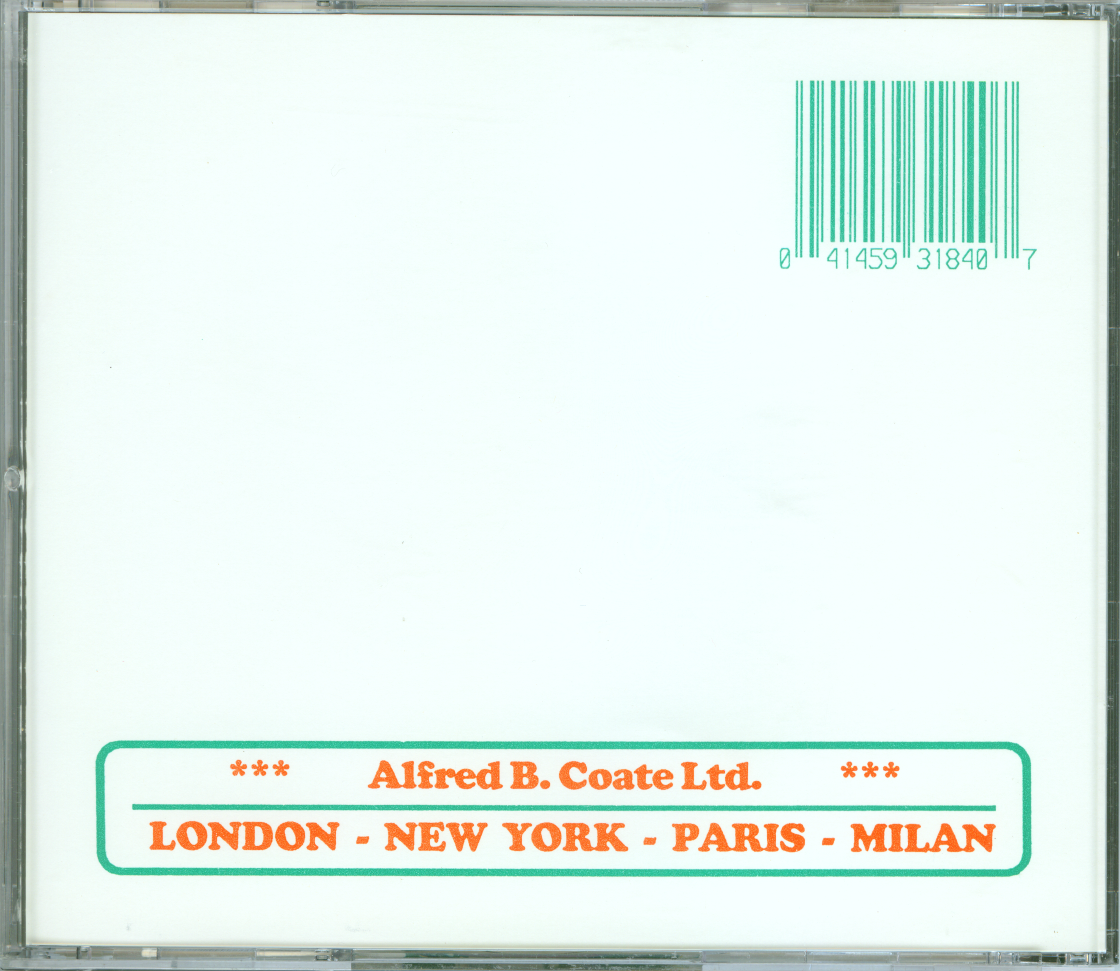 0 41459 31840 7
*** Alfred B. Coate Ltd. ***
LONDON - NEW YORK - PARIS - MILAN